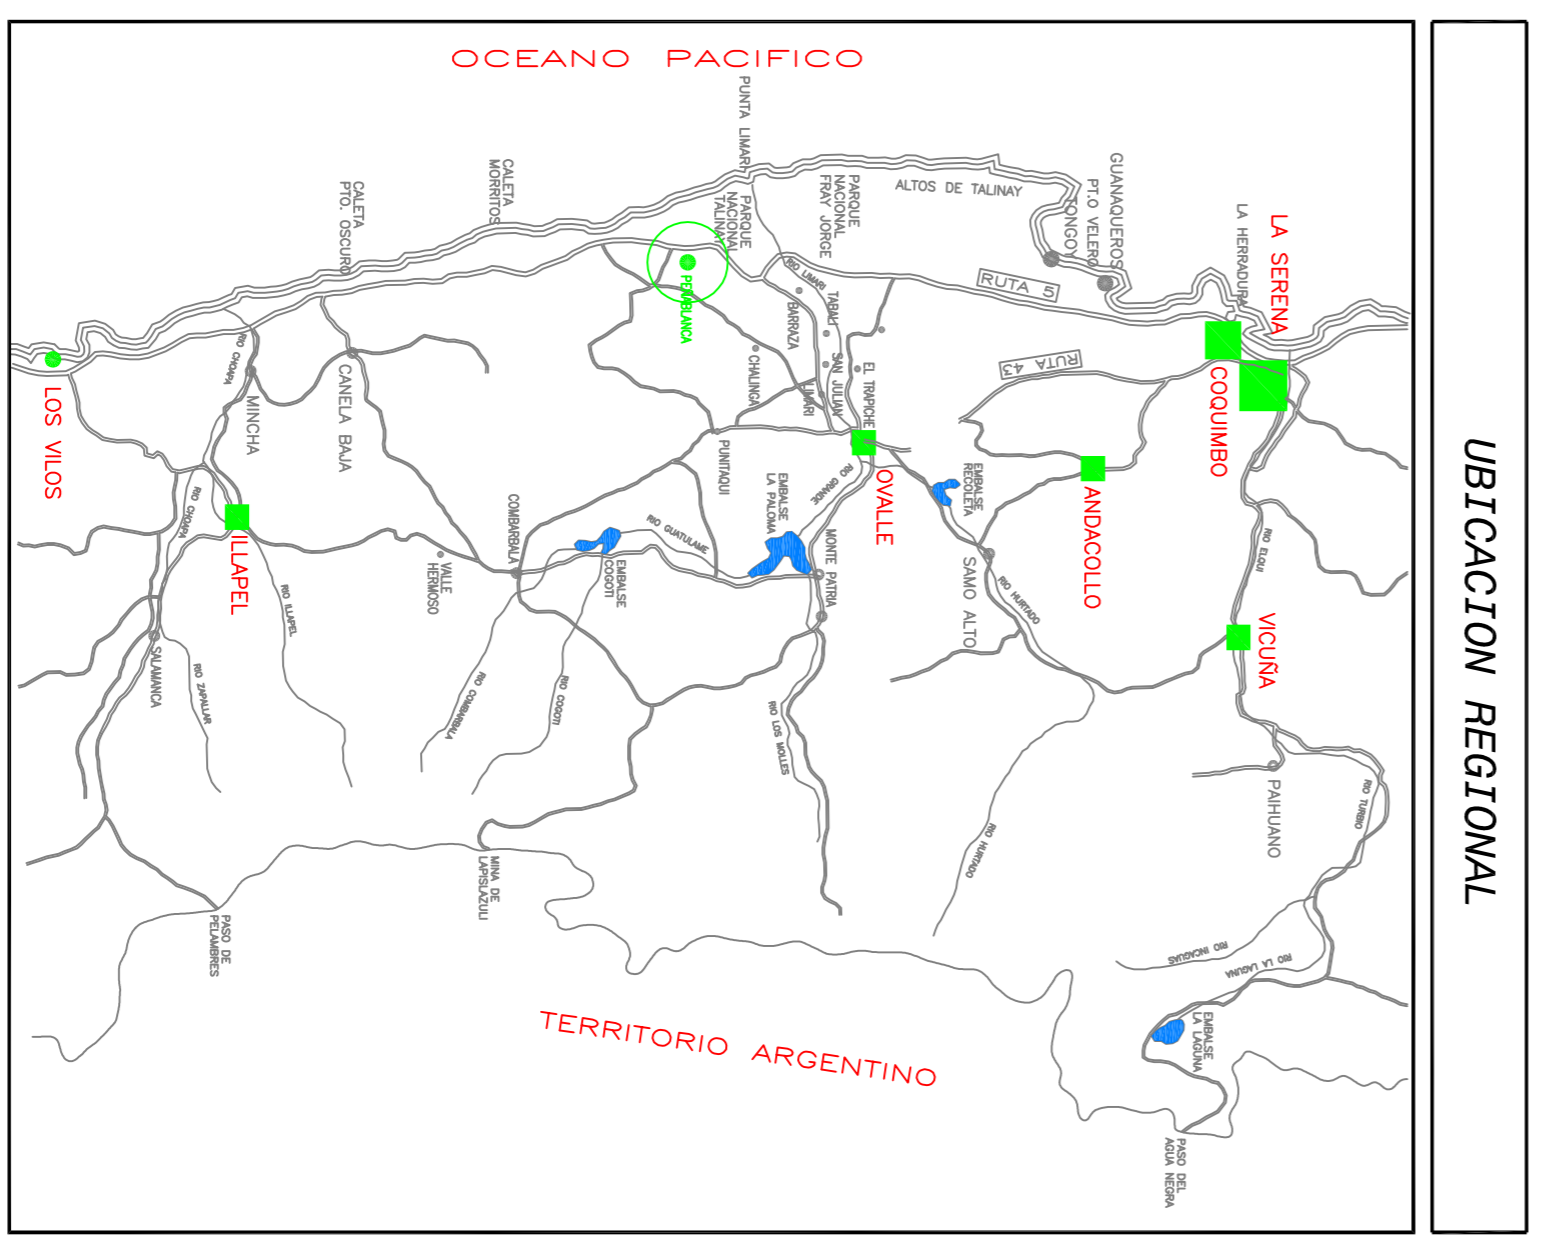 UBICACION REGIONAL
OCEANO PACIFICO
LA SERENA
LA HERRADURA
COQUIMBO
GUANAQUEROS
PT.O VELERO
TONGOY
RIO ELQUI
VICUÑA
PAIHUANO
RIO TURBIO
RIO INCAGUAS
RIO LA LAGUNA
EMBALSE
LA LAGUNA
PASO DEL
AGUA NEGRA
ANDACOLLO
RUTA 43
RUTA 5
ALTOS DE TALINAY
EMBALSE
RECOLETA
SAMO ALTO
RIO HURTADO
RIO HURTADO
PARQUE
NACIONAL
FRAY JORGE
EL TRAPICHE
OVALLE
TABALI
SAN JULIAN
LIMARI
RIO LIMARI
BARRAZA
RIO GRANDE
MONTE PATRIA
EMBALSE
LA PALOMA
RIO LOS MOLLES
PUNTA LIMARI
PARQUE
NACIONAL
TALINAY
CHALINGA
PUNITAQUI
PEÑABLANCA
RIO GUATULAME
EMBALSE
COGOTI
RIO COGOTI
COMBARBALA
RIO COMBARBALA
MINA DE
LAPISLAZULI
CALETA
MORRITOS
VALLE
HERMOSO
CALETA
PTO. OSCURO
CANELA BAJA
MINCHA
RIO CHOAPA
ILLAPEL
RIO ILLAPEL
RIO CHOAPA
SALAMANCA
RIO ZAPALLAR
PASO DE
PELAMBRES
LOS VILOS
TERRITORIO ARGENTINO